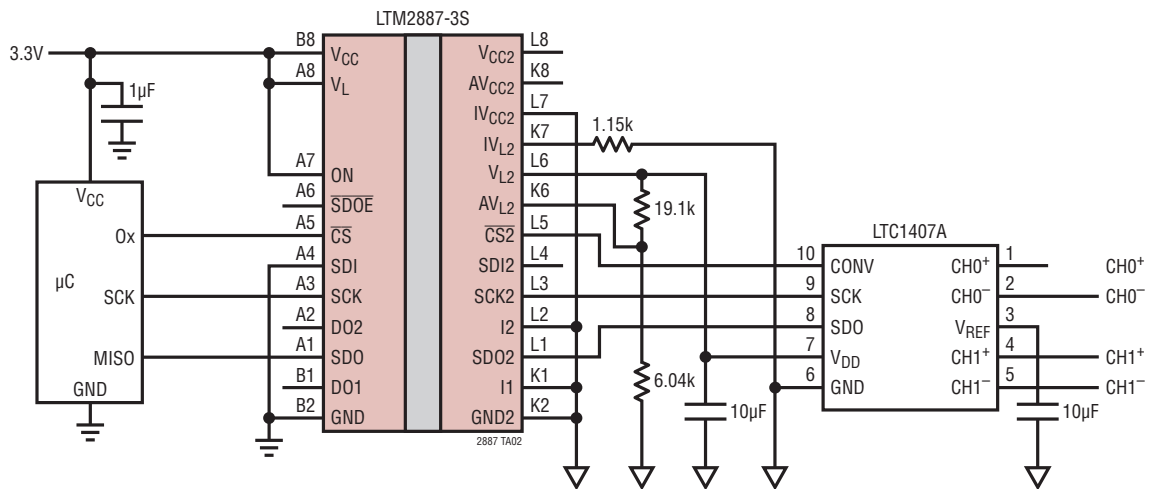 LTM2887-3S
3.3V
1µF
B8 VCC
A8 VL
A7 ON
A6 SDOE
A5 CS
A4 SDI
A3 SCK
A2 DO2
A1 SDO
B1 DO1
B2 GND
VCC2 L8
AVCC2 K8
IVCC2 L7
IVL2 K7
VL2 L6
AVL2 K6
CS2 L5
SDI2 L4
SCK2 L3
I2 L2
SDO2 L1
I1 K1
GND2 K2
2887 TA02
VCC
Ox
µC
SCK
MISO
GND
1.15k
19.1k
6.04k
10µF
LTC1407A
10 CONV
9 SCK
8 SDO
7 VDD
6 GND
CH0+ 1 CH0+
CH0– 2 CH0–
VREF 3
CH1+ 4 CH1+
CH1– 5 CH1–
10µF